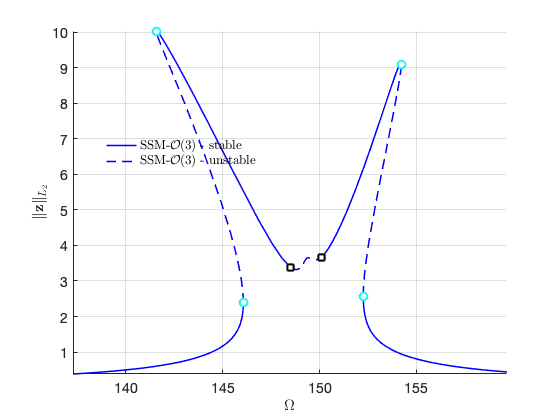 10
9
8
7
6
5
4
3
2
1
||z||_{L_2}
SSM-𝒪(3) - stable
SSM-𝒪(3) - unstable
140 145 150 155
Ω